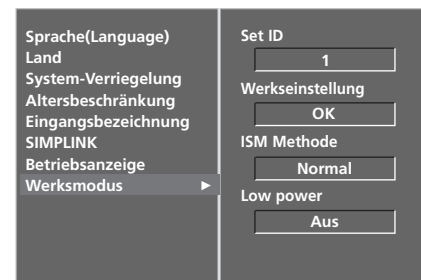 Sprache(Language)
Land
System-Verriegelung
Altersbeschränkung
Eingangsbezeichnung
SIMPLINK
Betriebsanzeige
Werksmodus ►
Set ID
1
Werkseinstellung
OK
ISM Methode
Normal
Low power
Aus